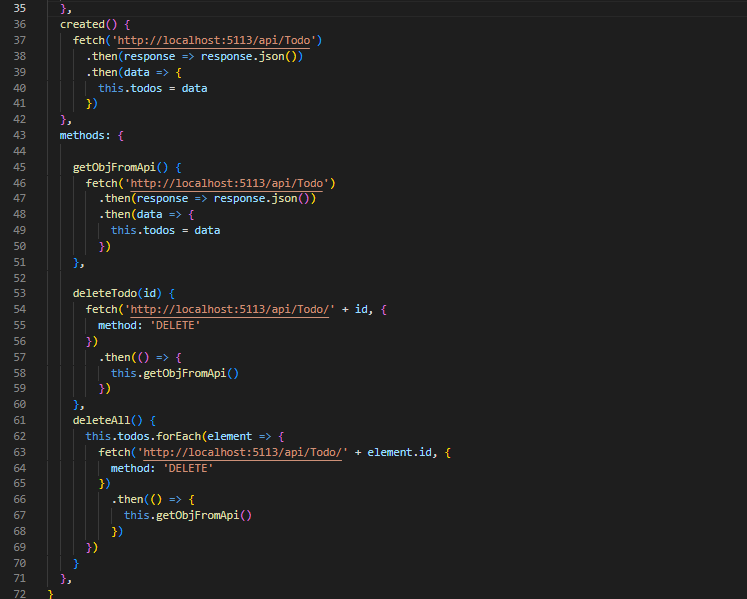 35 },
36 created() {
37 fetch('http://localhost:5113/api/Todo')
38 .then(response => response.json())
39 .then(data => {
40 this.todos = data
41 })
42 },
43 methods: {
44
45 getObjFromApi() {
46 fetch('http://localhost:5113/api/Todo')
47 .then(response => response.json())
48 .then(data => {
49 this.todos = data
50 })
51 },
52
53 deleteTodo(id) {
54 fetch('http://localhost:5113/api/Todo/' + id, {
55 method: 'DELETE'
56 })
57 .then(() => {
58 this.getObjFromApi()
59 })
60 },
61 deleteAll() {
62 this.todos.forEach(element => {
63 fetch('http://localhost:5113/api/Todo/' + element.id, {
64 method: 'DELETE'
65 })
66 .then(() => {
67 this.getObjFromApi()
68 })
69 })
70 }
71 },
72 }